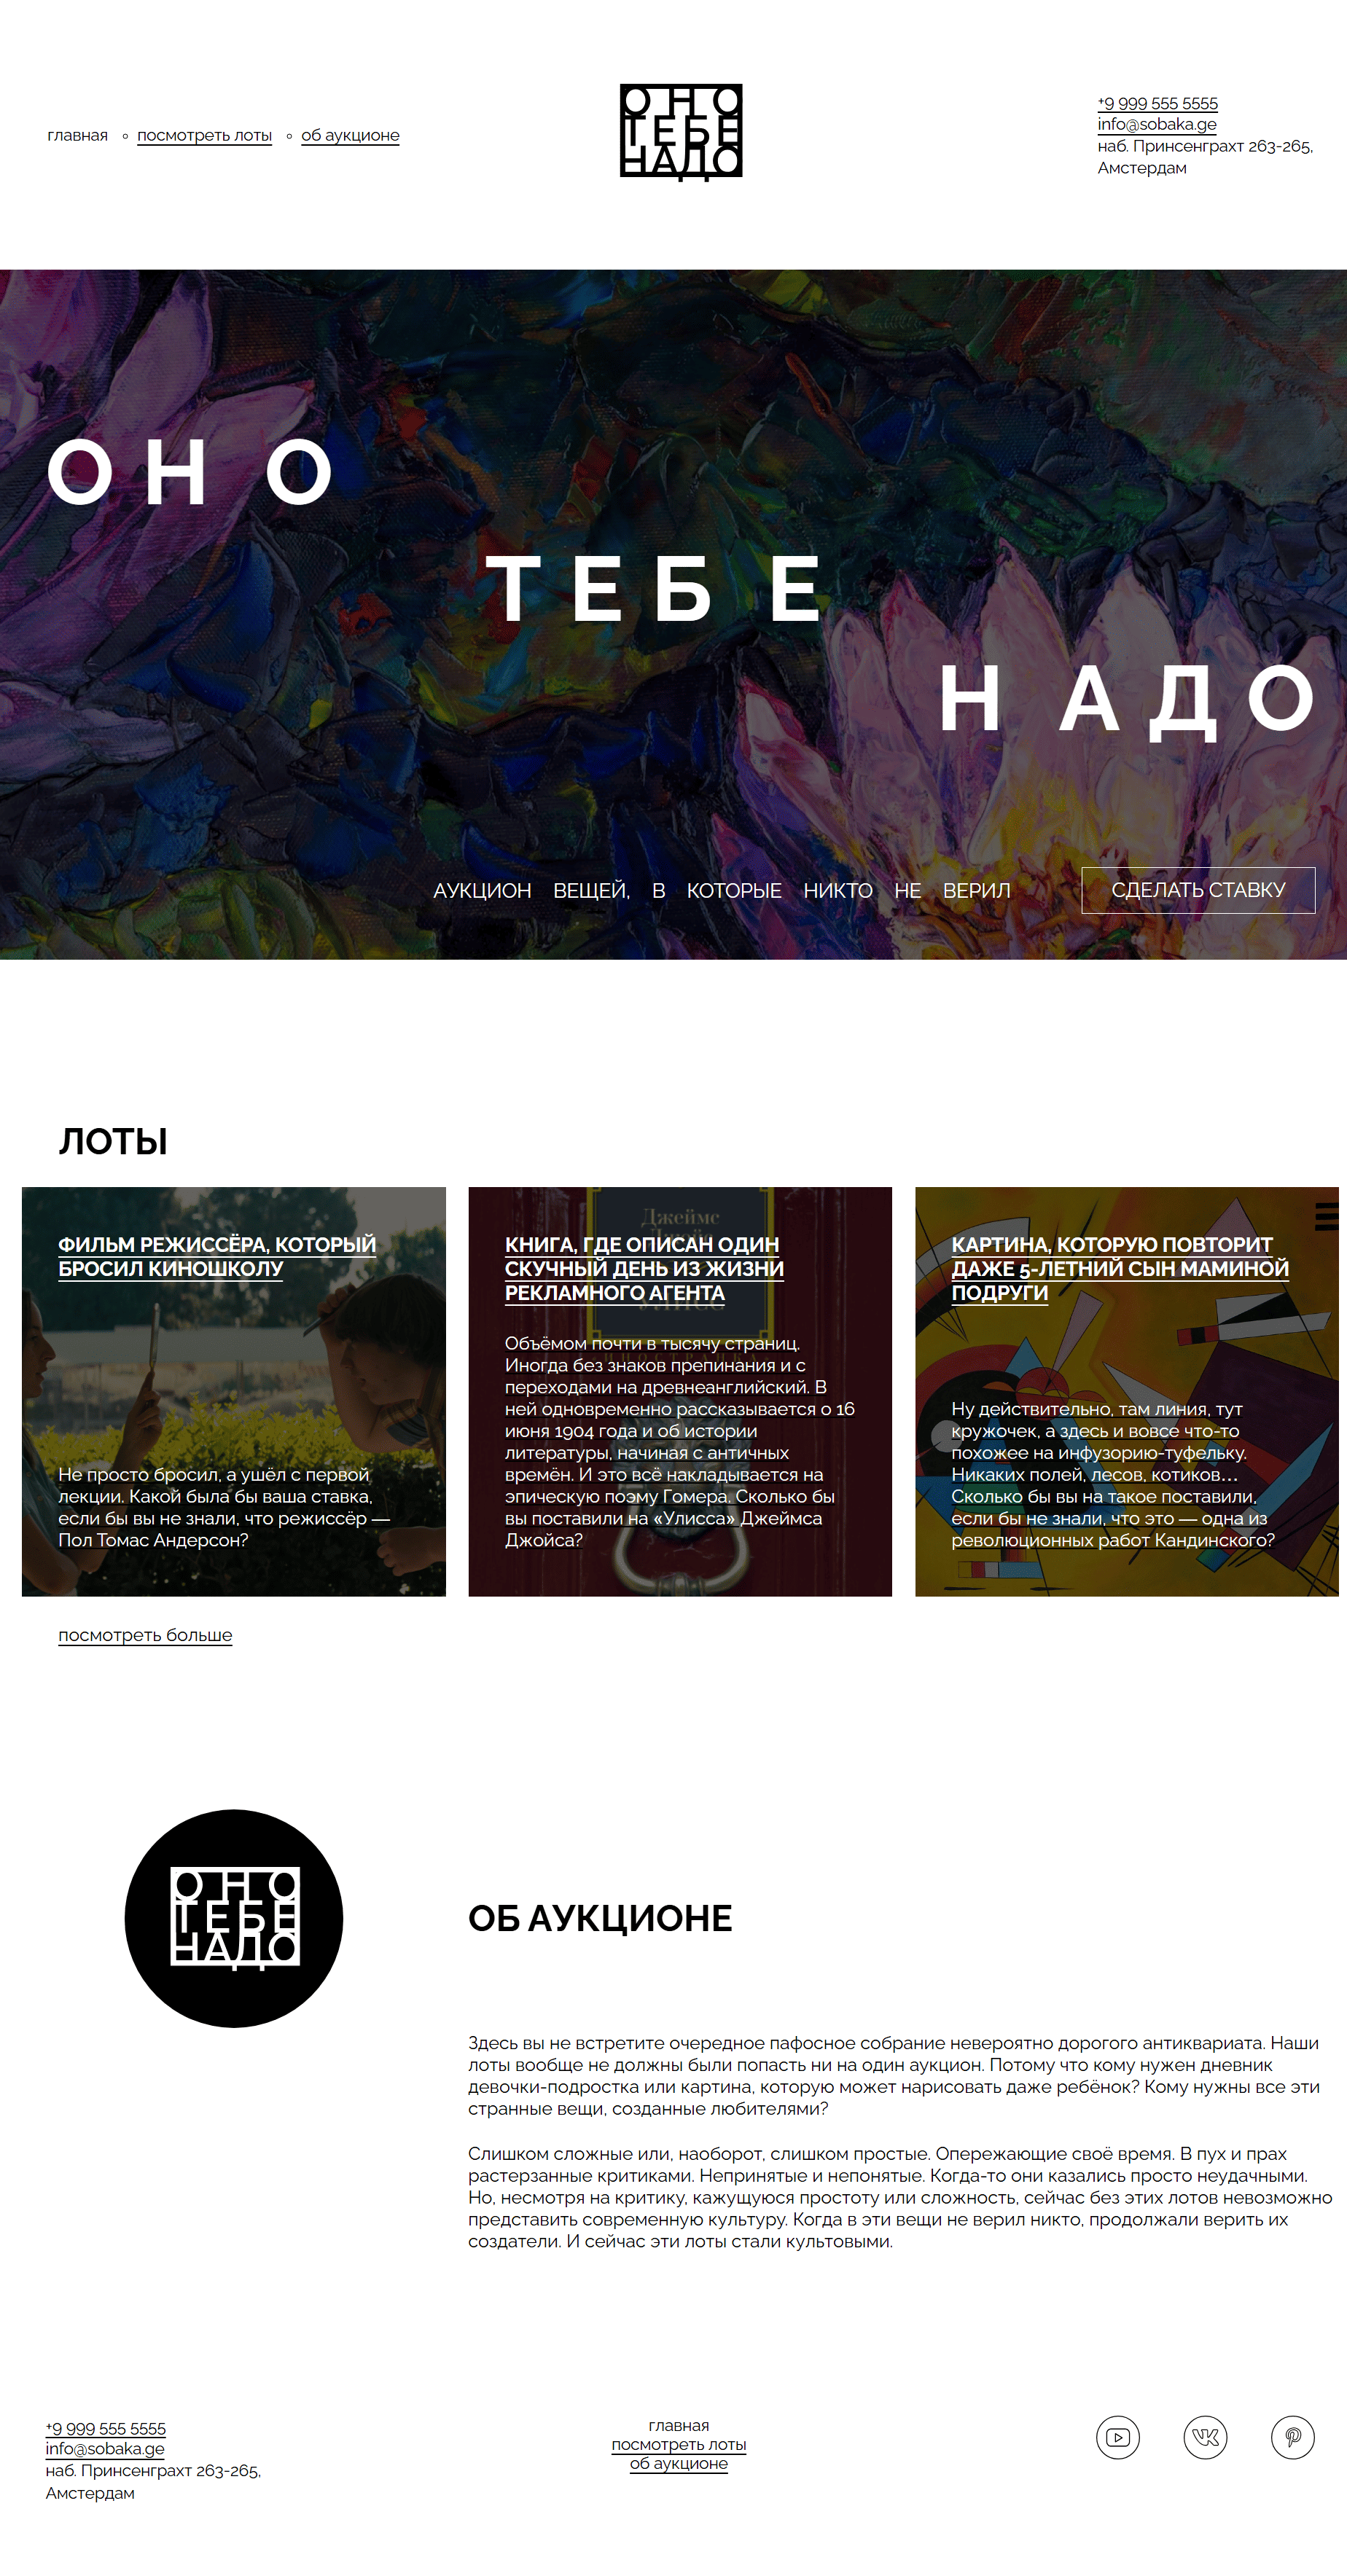 главная
посмотреть лоты
об аукционе
ОНО
ТЕБЕ
НАДО
+9 999 555 5555
info@sobaka.ge
наб. Принсенграхт 263-265,
Амстердам
ОНО
ТЕБЕ
НАДО
АУКЦИОН ВЕЩЕЙ, В КОТОРЫЕ НИКТО НЕ ВЕРИЛ
СДЕЛАТЬ СТАВКУ
ЛОТЫ
ФИЛЬМ РЕЖИССЁРА, КОТОРЫЙ
БРОСИЛ КИНОШКОЛУ
Не просто бросил, а ушёл с первой
лекции. Какой была бы ваша ставка,
если бы вы не знали, что режиссёр —
Пол Томас Андерсон?
Джеймс
КНИГА, ГДЕ ОПИСАН ОДИН
СКУЧНЫЙ ДЕНЬ ИЗ ЖИЗНИ
РЕКЛАМНОГО АГЕНТА
Объёмом почти в тысячу страниц.
Иногда без знаков препинания и с
переходами на древнеанглийский. В
ней одновременно рассказывается о 16
июня 1904 года и об истории
литературы, начиная с античных
времён. И это всё накладывается на
эпическую поэму Гомера. Сколько бы
вы поставили на «Улисса» Джеймса
Джойса?
КАРТИНА, КОТОРУЮ ПОВТОРИТ
ДАЖЕ 5-ЛЕТНИЙ СЫН МАМИНОЙ
ПОДРУГИ
Ну действительно, там линия, тут
кружочек, а здесь и вовсе что-то
похожее на инфузорию-туфельку.
Никаких полей, лесов, котиков…
Сколько бы вы на такое поставили,
если бы не знали, что это — одна из
революционных работ Кандинского?
посмотреть больше
ОНО
ТЕБЕ
НАДО
ОБ АУКЦИОНЕ
Здесь вы не встретите очередное пафосное собрание невероятно дорогого антиквариата. Наши
лоты вообще не должны были попасть ни на один аукцион. Потому что кому нужен дневник
девочки-подростка или картина, которую может нарисовать даже ребёнок? Кому нужны все эти
странные вещи, созданные любителями?
Слишком сложные или, наоборот, слишком простые. Опережающие своё время. В пух и прах
растерзанные критиками. Непринятые и непонятые. Когда-то они казались просто неудачными.
Но, несмотря на критику, кажущуюся простоту или сложность, сейчас без этих лотов невозможно
представить современную культуру. Когда в эти вещи не верил никто, продолжали верить их
создатели. И сейчас эти лоты стали культовыми.
+9 999 555 5555
info@sobaka.ge
наб. Принсенграхт 263-265,
Амстердам
главная
посмотреть лоты
об аукционе